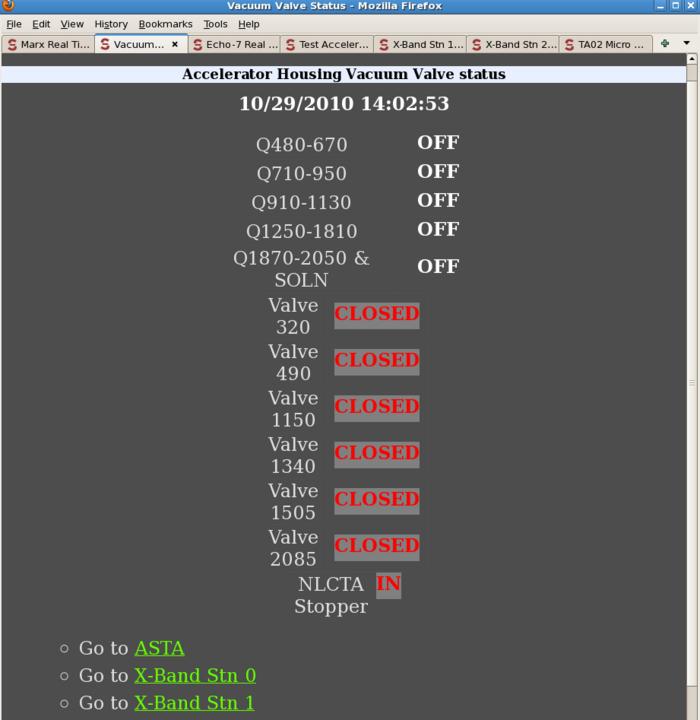 Vacuum Valve Status - Mozilla Firefox
File Edit View History Bookmarks Tools Help
Marx Real Ti... Vacuum... Echo-7 Real ... Test Acceler... X-Band Stn 1... X-Band Stn 2... TA02 Micro ...
Accelerator Housing Vacuum Valve status
10/29/2010 14:02:53
Q480-670 OFF
Q710-950 OFF
Q910-1130 OFF
Q1250-1810 OFF
Q1870-2050 &
SOLN OFF
Valve
320 CLOSED
Valve
490 CLOSED
Valve
1150 CLOSED
Valve
1340 CLOSED
Valve
1505 CLOSED
Valve
2085 CLOSED
NLCTA IN
Stopper
Go to ASTA
Go to X-Band Stn 0
Go to X-Band Stn 1